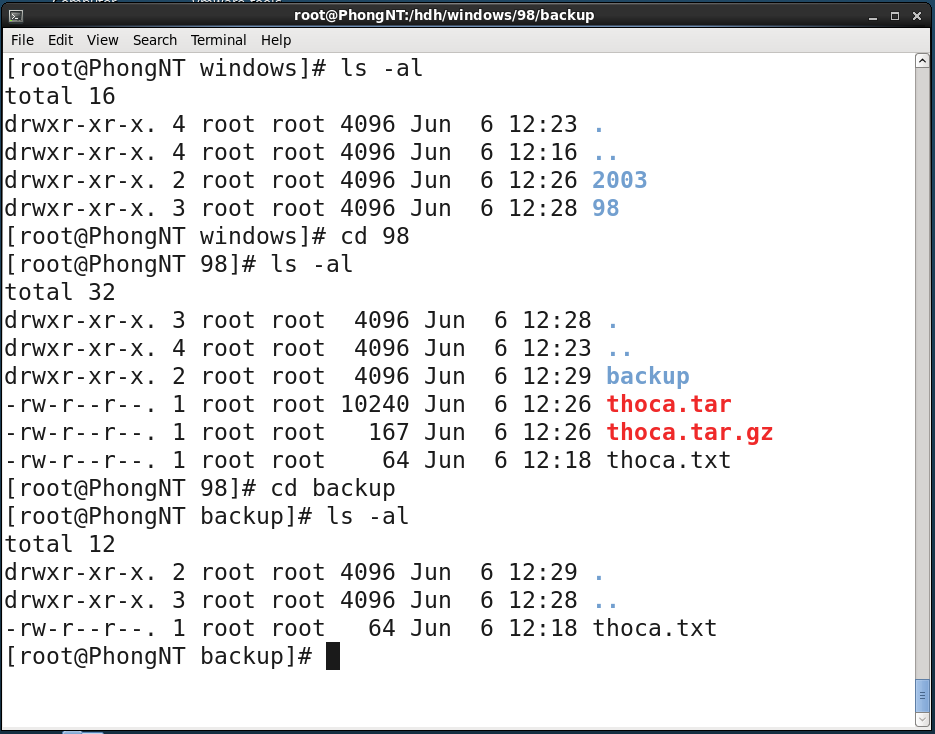 root@PhongNT:/hdh/windows/98/backup
File Edit View Search Terminal Help
[root@PhongNT windows]# ls -al
total 16
drwxr-xr-x. 4 root root 4096 Jun  6 12:23 .
drwxr-xr-x. 4 root root 4096 Jun  6 12:16 ..
drwxr-xr-x. 2 root root 4096 Jun  6 12:26 2003
drwxr-xr-x. 3 root root 4096 Jun  6 12:28 98
[root@PhongNT windows]# cd 98
[root@PhongNT 98]# ls -al
total 32
drwxr-xr-x. 3 root root  4096 Jun  6 12:28 .
drwxr-xr-x. 4 root root  4096 Jun  6 12:23 ..
drwxr-xr-x. 2 root root  4096 Jun  6 12:29 backup
-rw-r--r--. 1 root root 10240 Jun  6 12:26 thoca.tar
-rw-r--r--. 1 root root   167 Jun  6 12:26 thoca.tar.gz
-rw-r--r--. 1 root root    64 Jun  6 12:18 thoca.txt
[root@PhongNT 98]# cd backup
[root@PhongNT backup]# ls -al
total 12
drwxr-xr-x. 2 root root 4096 Jun  6 12:29 .
drwxr-xr-x. 3 root root 4096 Jun  6 12:28 ..
-rw-r--r--. 1 root root   64 Jun  6 12:18 thoca.txt
[root@PhongNT backup]#